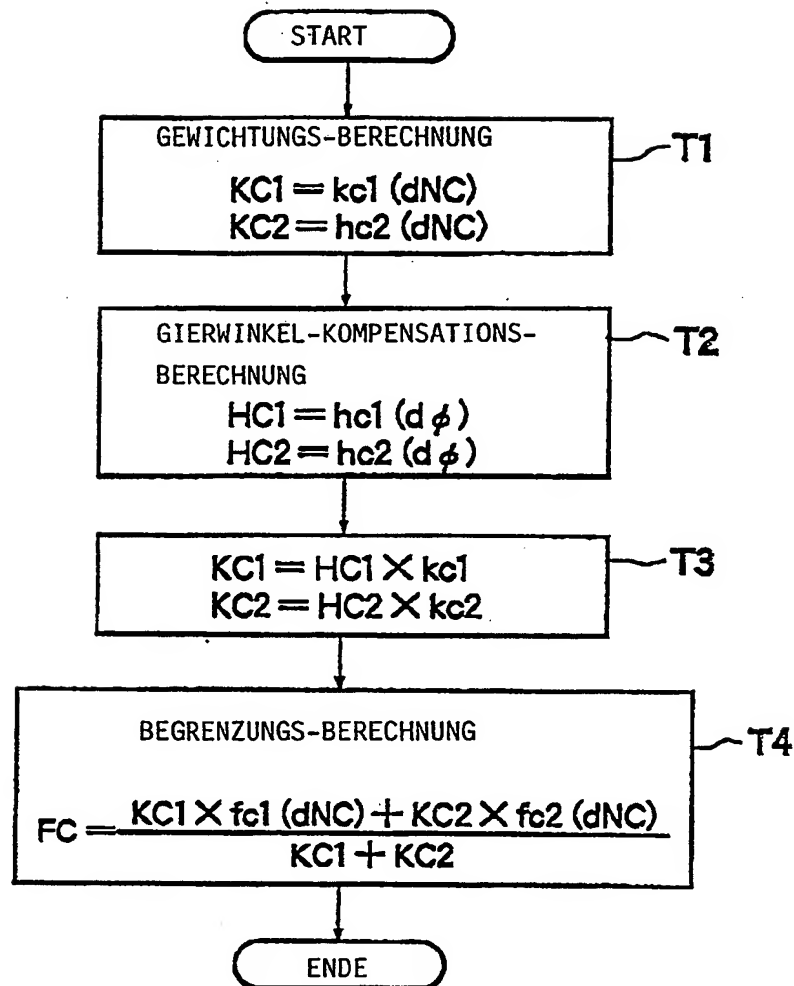 START
GEWICHTUNGS-BERECHNUNG
T1
KC1 = kc1 (dNC)
KC2 = hc2 (dNC)
GIERWINKEL-KOMPENSATIONS-
T2
BERECHNUNG
HC1 = hc1 (dϕ)
HC2 = hc2 (dϕ)
KC1 = HC1 × kc1
T3
KC2 = HC2 × kc2
BEGRENZUNGS-BERECHNUNG
T4
FC = KC1 × fc1 (dNC) + KC2 × fc2 (dNC)
KC1 + KC2
ENDE